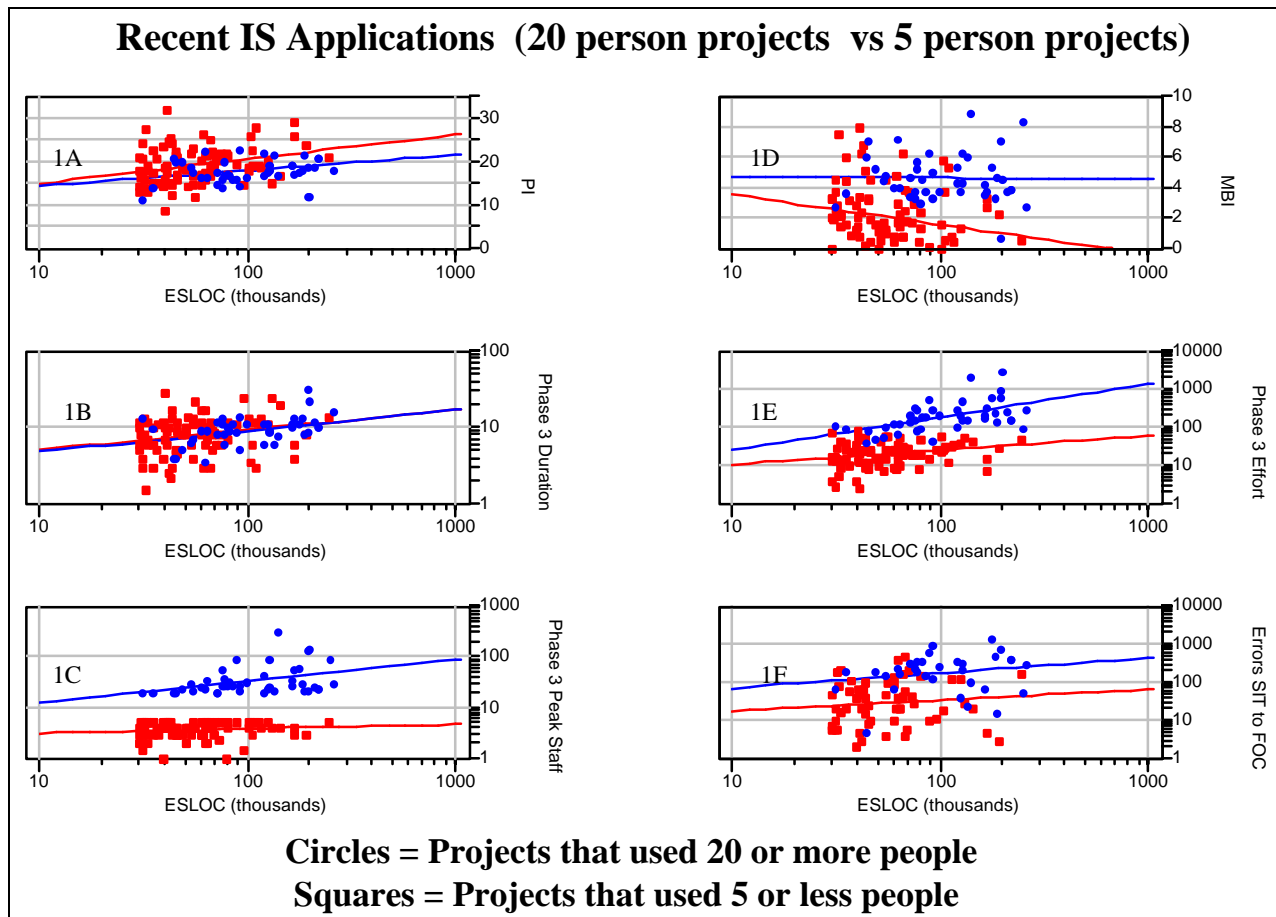 Recent IS Applications (20 person projects vs 5 person projects)
1A
30
20
10
0
PI
10
100
1000
ESLOC (thousands)
1D
10
8
6
4
2
0
MBI
10
100
1000
ESLOC (thousands)
1B
100
10
1
Phase 3 Duration
10
100
1000
ESLOC (thousands)
1E
10000
1000
100
10
1
Phase 3 Effort
10
100
1000
ESLOC (thousands)
1C
1000
100
10
1
Phase 3 Peak Staff
10
100
1000
ESLOC (thousands)
1F
10000
1000
100
10
1
Errors SIT to FOC
10
100
1000
ESLOC (thousands)
Circles = Projects that used 20 or more people
Squares = Projects that used 5 or less people